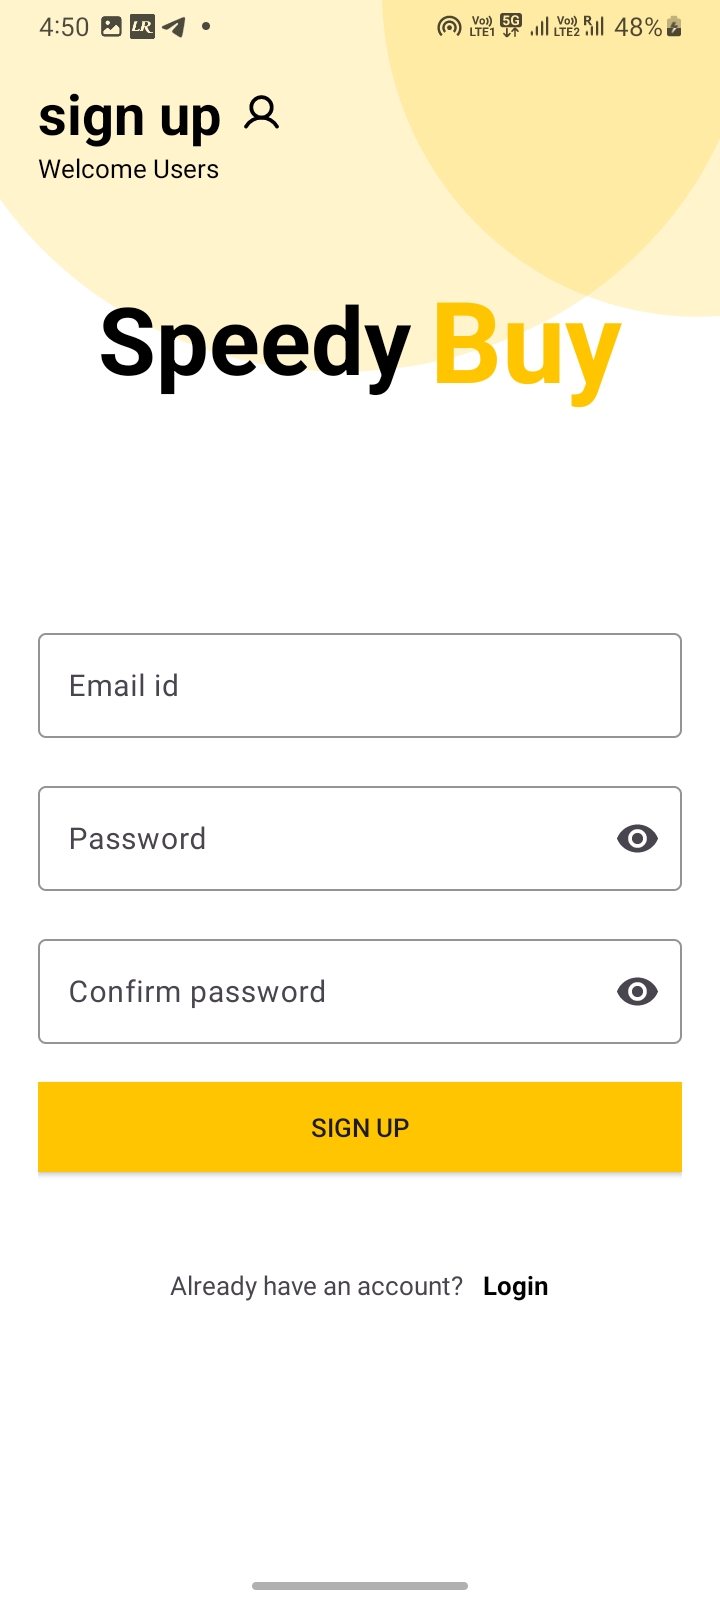 4:50 LR Vo) LTE1 5G Vo) LTE2 R 48%
sign up
Welcome Users
Speedy Buy
Email id
Password
Confirm password
SIGN UP
Already have an account? Login